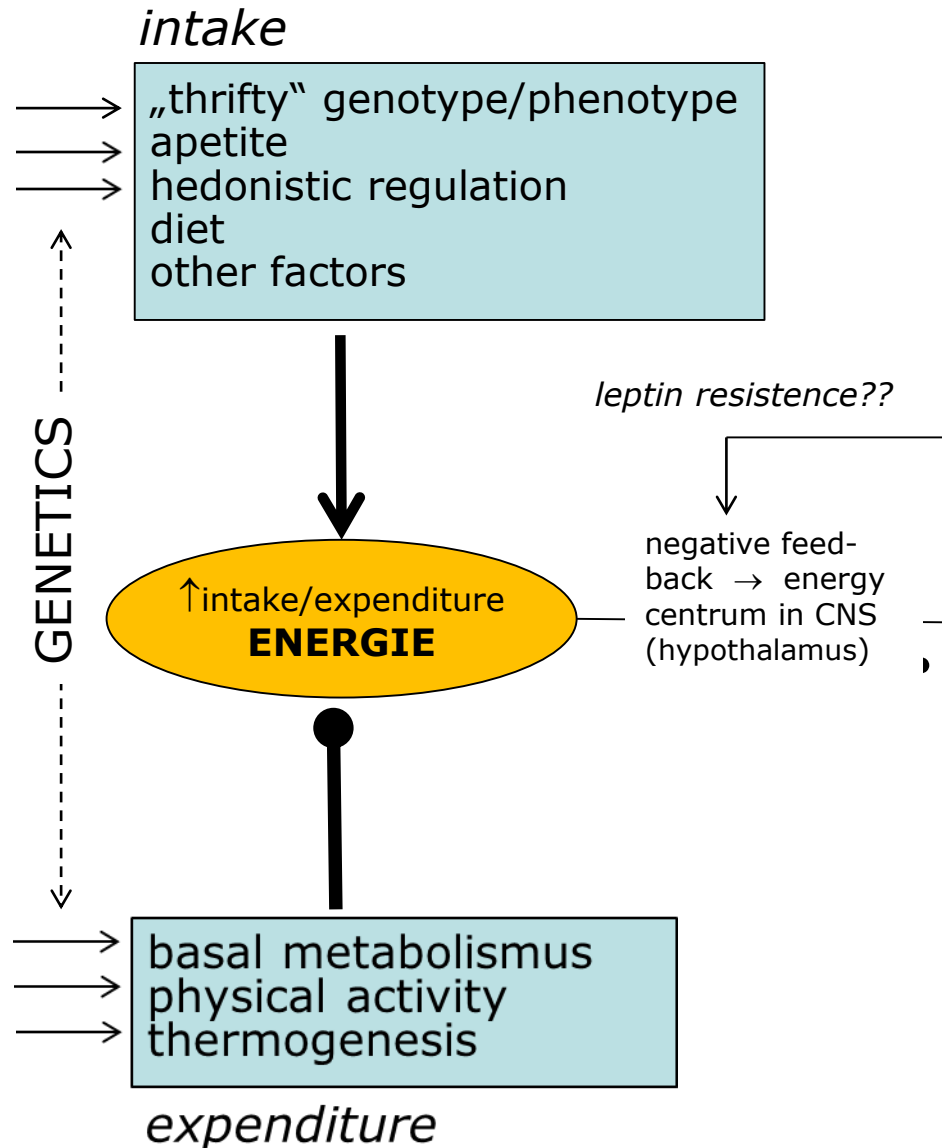 intake
„thrifty“ genotype/phenotype
apetite
hedonistic regulation
diet
other factors
leptin resistence??
GENETICS
negative feed-
back → energy
centrum in CNS
(hypothalamus)
↑intake/expenditure
ENERGIE
basal metabolismus
physical activity
thermogenesis
expenditure